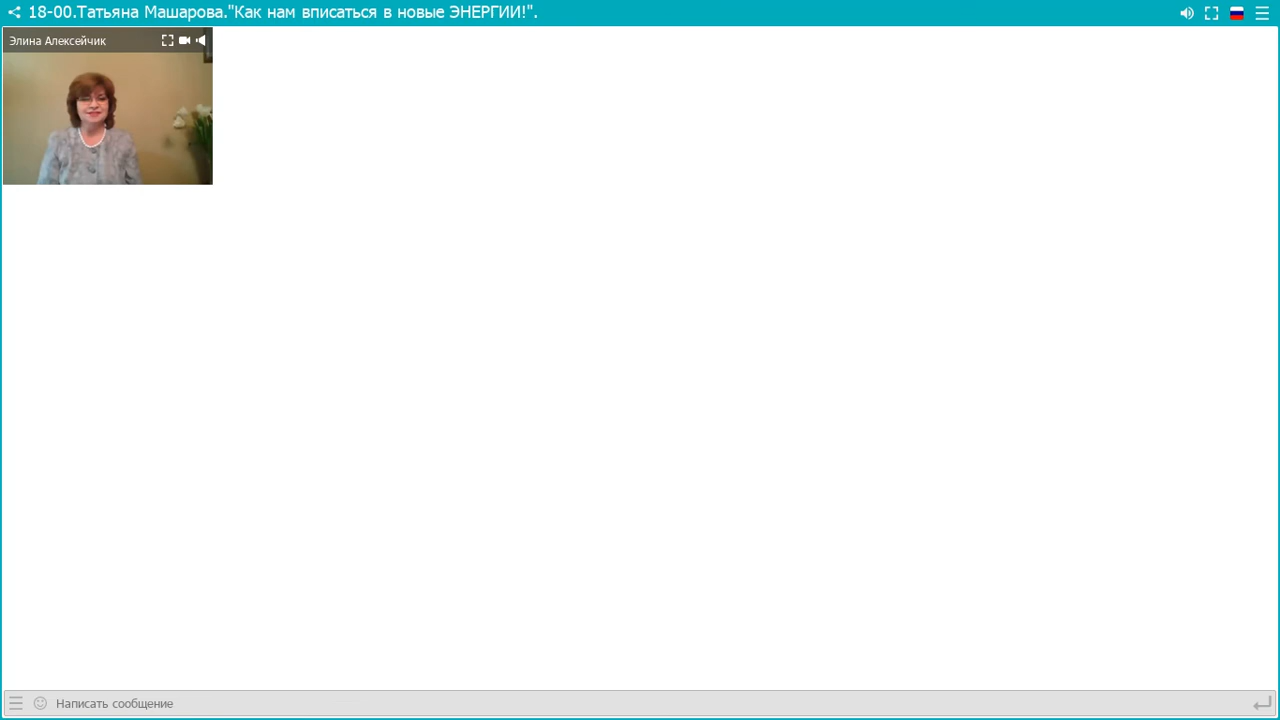 18-00.Татьяна Машарова."Как нам вписаться в новые ЭНЕРГИИ!".
Элина Алексейчик
Написать сообщение